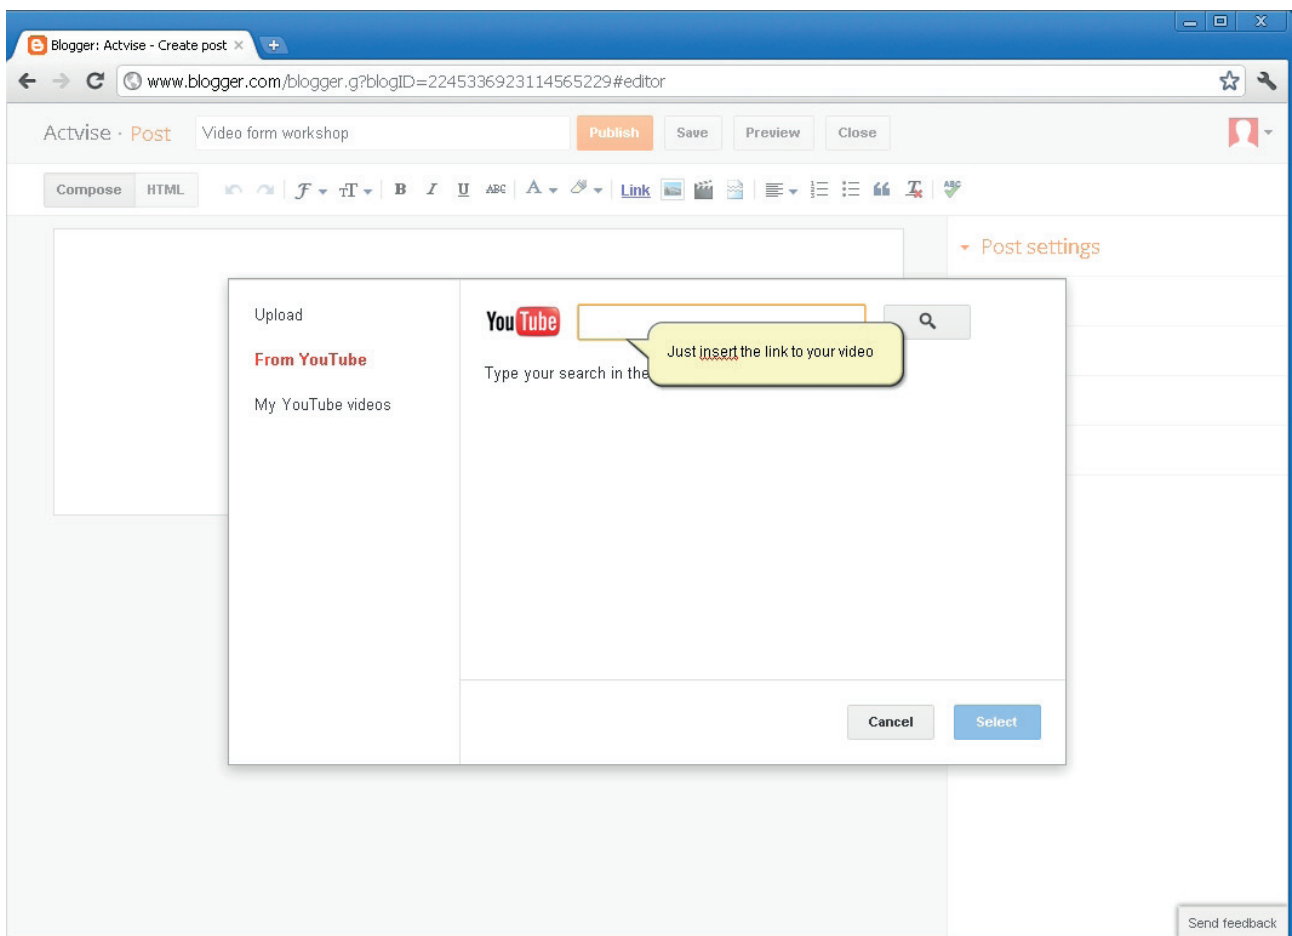 Blogger: Actvise - Create post
www.blogger.com/blogger.g?blogID=2245336923114565229#editor
Actvise · Post Video form workshop Publish Save Preview Close
Compose HTML F TT B I U ABC A Link ABC
Post settings
Upload
From YouTube
My YouTube videos
YouTube
Just insert the link to your video
Type your search in the
Cancel Select
Send feedback